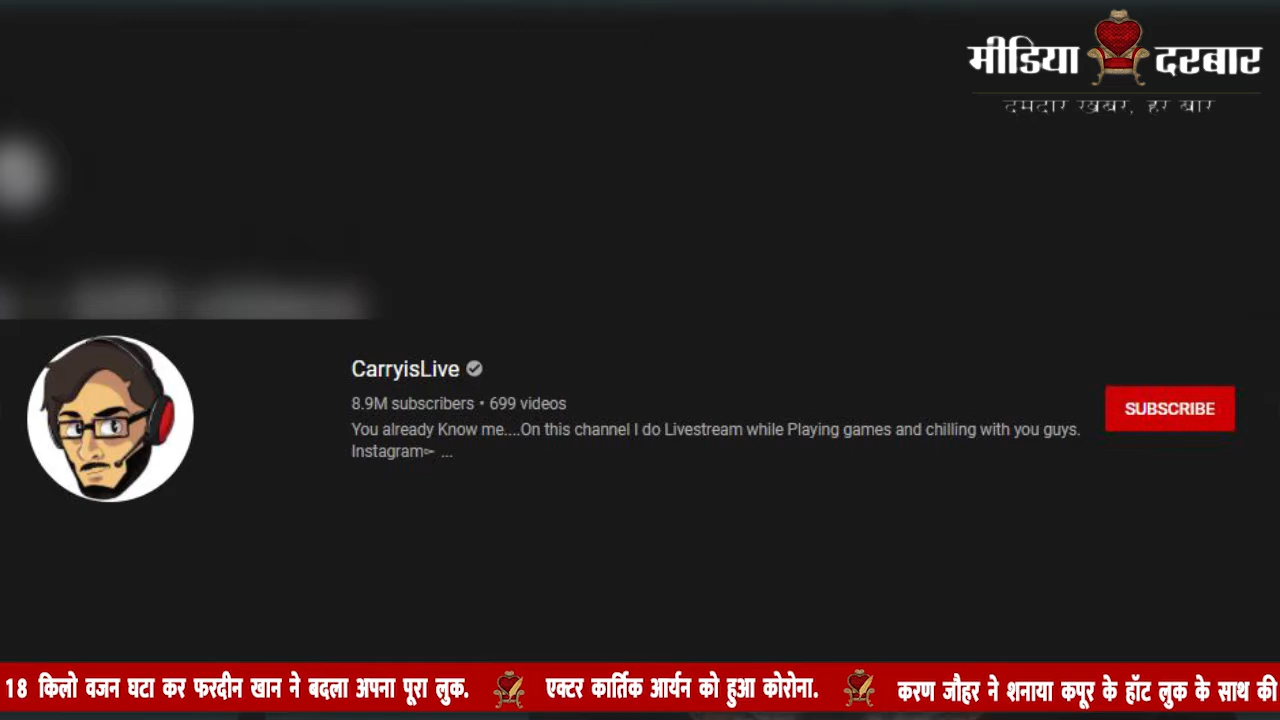 मीडिया दरबार
दमदार खबर, हर बार
CarryisLive
8.9M subscribers • 699 videos
You already Know me....On this channel I do Livestream while Playing games and chilling with you guys.
Instagram➳ ...
SUBSCRIBE
18 किलो वजन घटा कर फरदीन खान ने बदला अपना पूरा लुक. एक्टर कार्तिक आर्यन को हुआ कोरोना. करण जौहर ने शनाया कपूर के हॉट लुक के साथ की